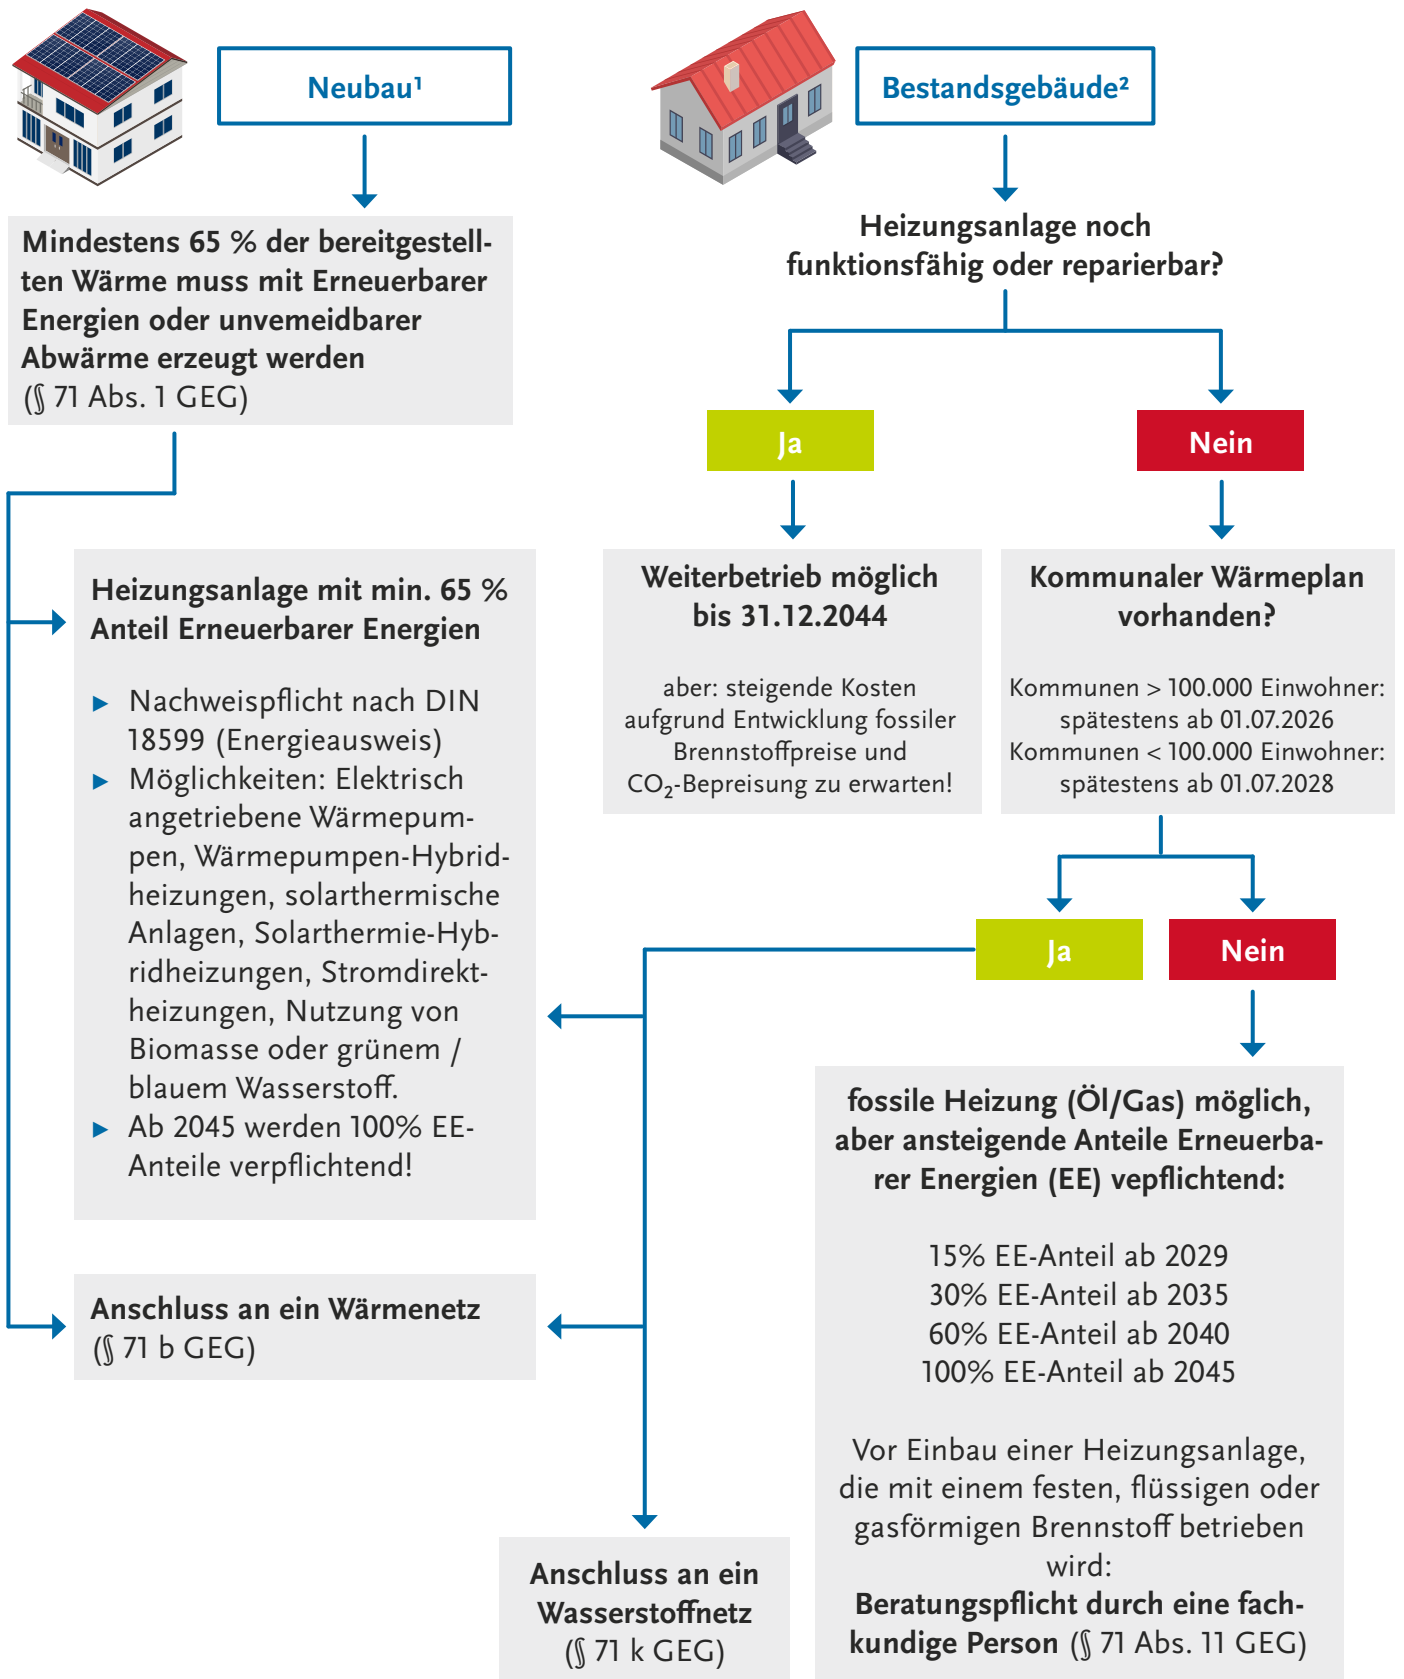 Neubau¹
Mindestens 65 % der bereitgestell-
ten Wärme muss mit Erneuerbarer
Energien oder unvemeidbarer
Abwärme erzeugt werden
(§ 71 Abs. 1 GEG)
Heizungsanlage mit min. 65 %
Anteil Erneuerbarer Energien
► Nachweispflicht nach DIN
18599 (Energieausweis)
► Möglichkeiten: Elektrisch
angetriebene Wärmepum-
pen, Wärmepumpen-Hybrid-
heizungen, solarthermische
Anlagen, Solarthermie-Hyb-
ridheizungen, Stromdirekt-
heizungen, Nutzung von
Biomasse oder grünem /
blauem Wasserstoff.
► Ab 2045 werden 100% EE-
Anteile verpflichtend!
Anschluss an ein Wärmenetz
(§ 71 b GEG)
Bestandsgebäude²
Heizungsanlage noch
funktionsfähig oder reparierbar?
Ja
Nein
Weiterbetrieb möglich
bis 31.12.2044
aber: steigende Kosten
aufgrund Entwicklung fossiler
Brennstoffpreise und
CO₂-Bepreisung zu erwarten!
Kommunaler Wärmeplan
vorhanden?
Kommunen > 100.000 Einwohner:
spätestens ab 01.07.2026
Kommunen < 100.000 Einwohner:
spätestens ab 01.07.2028
Ja
Nein
Anschluss an ein
Wasserstoffnetz
(§ 71 k GEG)
fossile Heizung (Öl/Gas) möglich,
aber ansteigende Anteile Erneuerba-
rer Energien (EE) vepflichtend:
15% EE-Anteil ab 2029
30% EE-Anteil ab 2035
60% EE-Anteil ab 2040
100% EE-Anteil ab 2045
Vor Einbau einer Heizungsanlage,
die mit einem festen, flüssigen oder
gasförmigen Brennstoff betrieben
wird:
Beratungspflicht durch eine fach-
kundige Person (§ 71 Abs. 11 GEG)